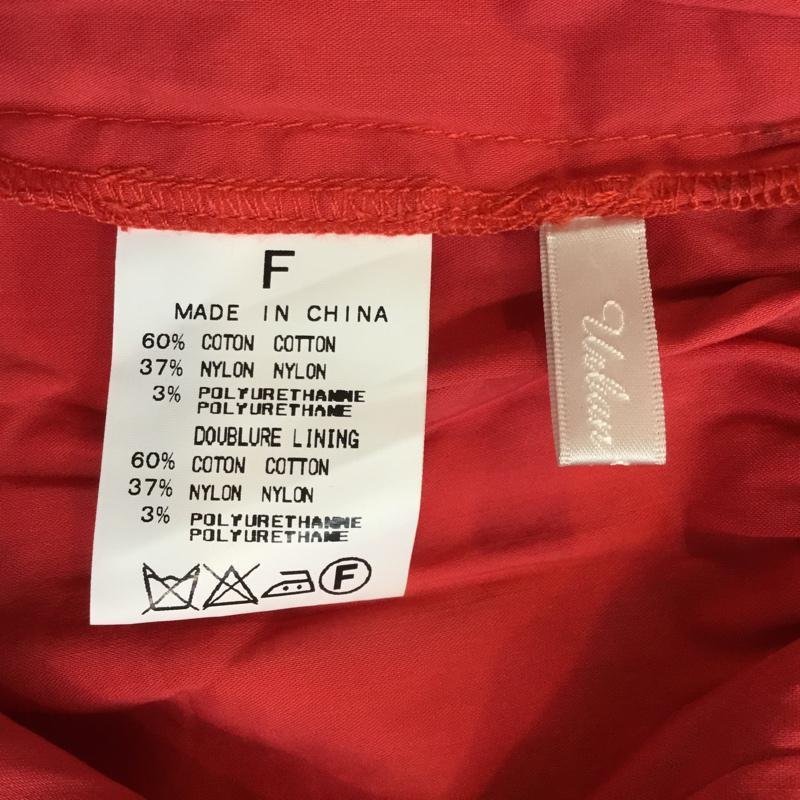 F
MADE IN CHINA
60% COTON COTTON
37% NYLON NYLON
3% POLYURETHANNE
POLYURETHANE
DOUBLURE LINING
60% COTON COTTON
37% NYLON NYLON
3% POLYURETHANNE
POLYURETHANE
F
Urban